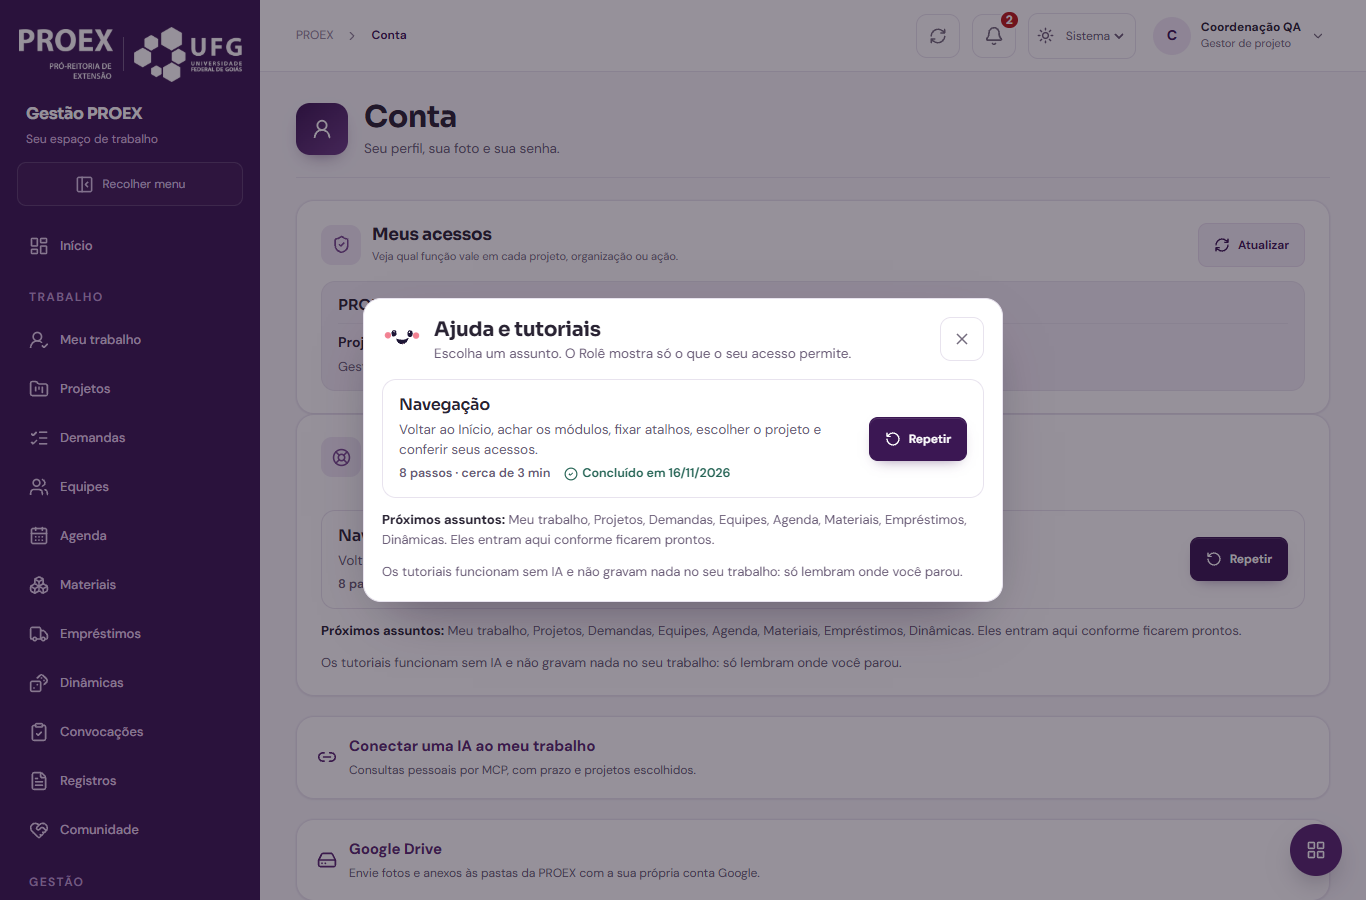 PROEX
PRÓ-REITORIA DE
EXTENSÃO
UFG
UNIVERSIDADE
FEDERAL DE GOIÁS
Gestão PROEX
Seu espaço de trabalho
Recolher menu
Início
TRABALHO
Meu trabalho
Projetos
Demandas
Equipes
Agenda
Materiais
Empréstimos
Dinâmicas
Convocações
Registros
Comunidade
GESTÃO
PROEX > Conta
2
Sistema
C
Coordenação QA
Gestor de projeto
Conta
Seu perfil, sua foto e sua senha.
Meus acessos
Veja qual função vale em cada projeto, organização ou ação.
Atualizar
Ajuda e tutoriais
Escolha um assunto. O Rolê mostra só o que o seu acesso permite.
Navegação
Voltar ao Início, achar os módulos, fixar atalhos, escolher o projeto e
conferir seus acessos.
8 passos · cerca de 3 min Concluído em 16/11/2026
Repetir
Próximos assuntos: Meu trabalho, Projetos, Demandas, Equipes, Agenda, Materiais, Empréstimos,
Dinâmicas. Eles entram aqui conforme ficarem prontos.
Os tutoriais funcionam sem IA e não gravam nada no seu trabalho: só lembram onde você parou.
Repetir
Próximos assuntos: Meu trabalho, Projetos, Demandas, Equipes, Agenda, Materiais, Empréstimos, Dinâmicas. Eles entram aqui conforme ficarem prontos.
Os tutoriais funcionam sem IA e não gravam nada no seu trabalho: só lembram onde você parou.
Conectar uma IA ao meu trabalho
Consultas pessoais por MCP, com prazo e projetos escolhidos.
Google Drive
Envie fotos e anexos às pastas da PROEX com a sua própria conta Google.